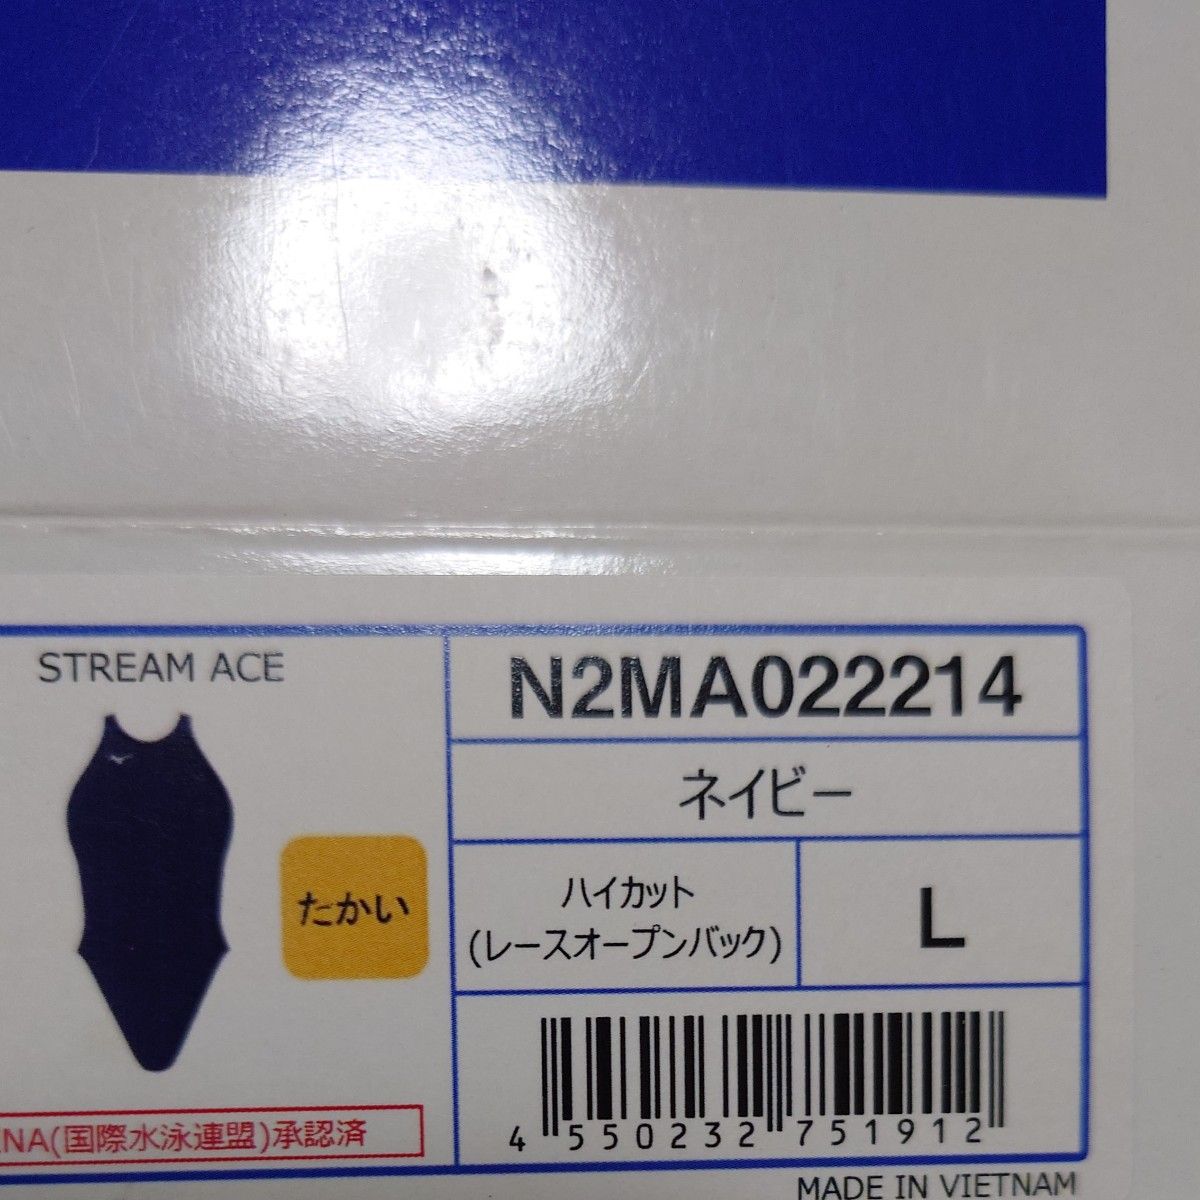 STREAM ACE
たかい
NA(国際水泳連盟)承認済
N2MA022214
ネイビー
ハイカット
(レースオープンバック)
L
4 550232 751912
MADE IN VIETNAM